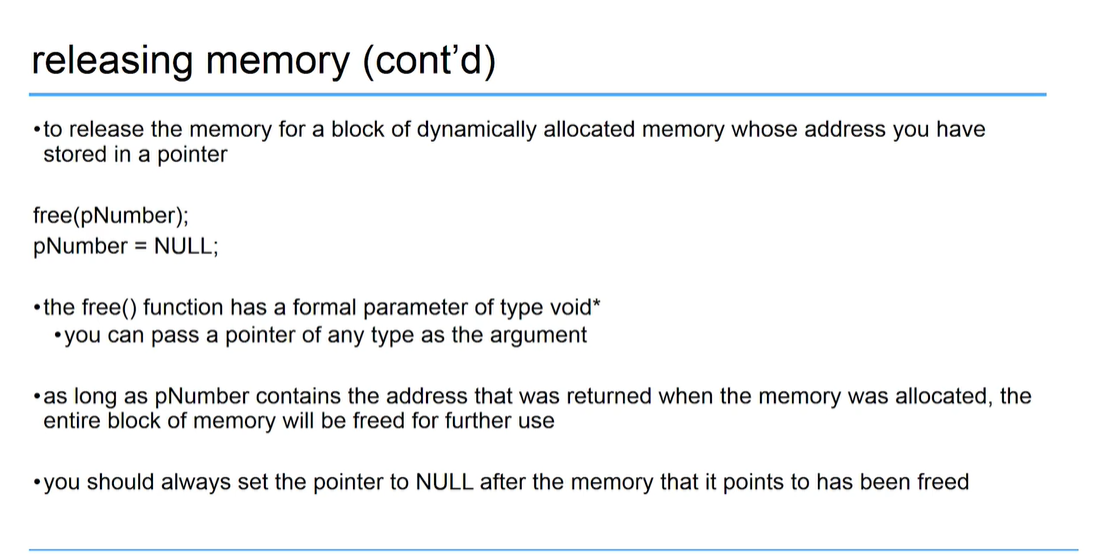 releasing memory (cont’d)
•to release the memory for a block of dynamically allocated memory whose address you have
stored in a pointer
free(pNumber);
pNumber = NULL;
•the free() function has a formal parameter of type void*
•you can pass a pointer of any type as the argument
•as long as pNumber contains the address that was returned when the memory was allocated, the
entire block of memory will be freed for further use
•you should always set the pointer to NULL after the memory that it points to has been freed